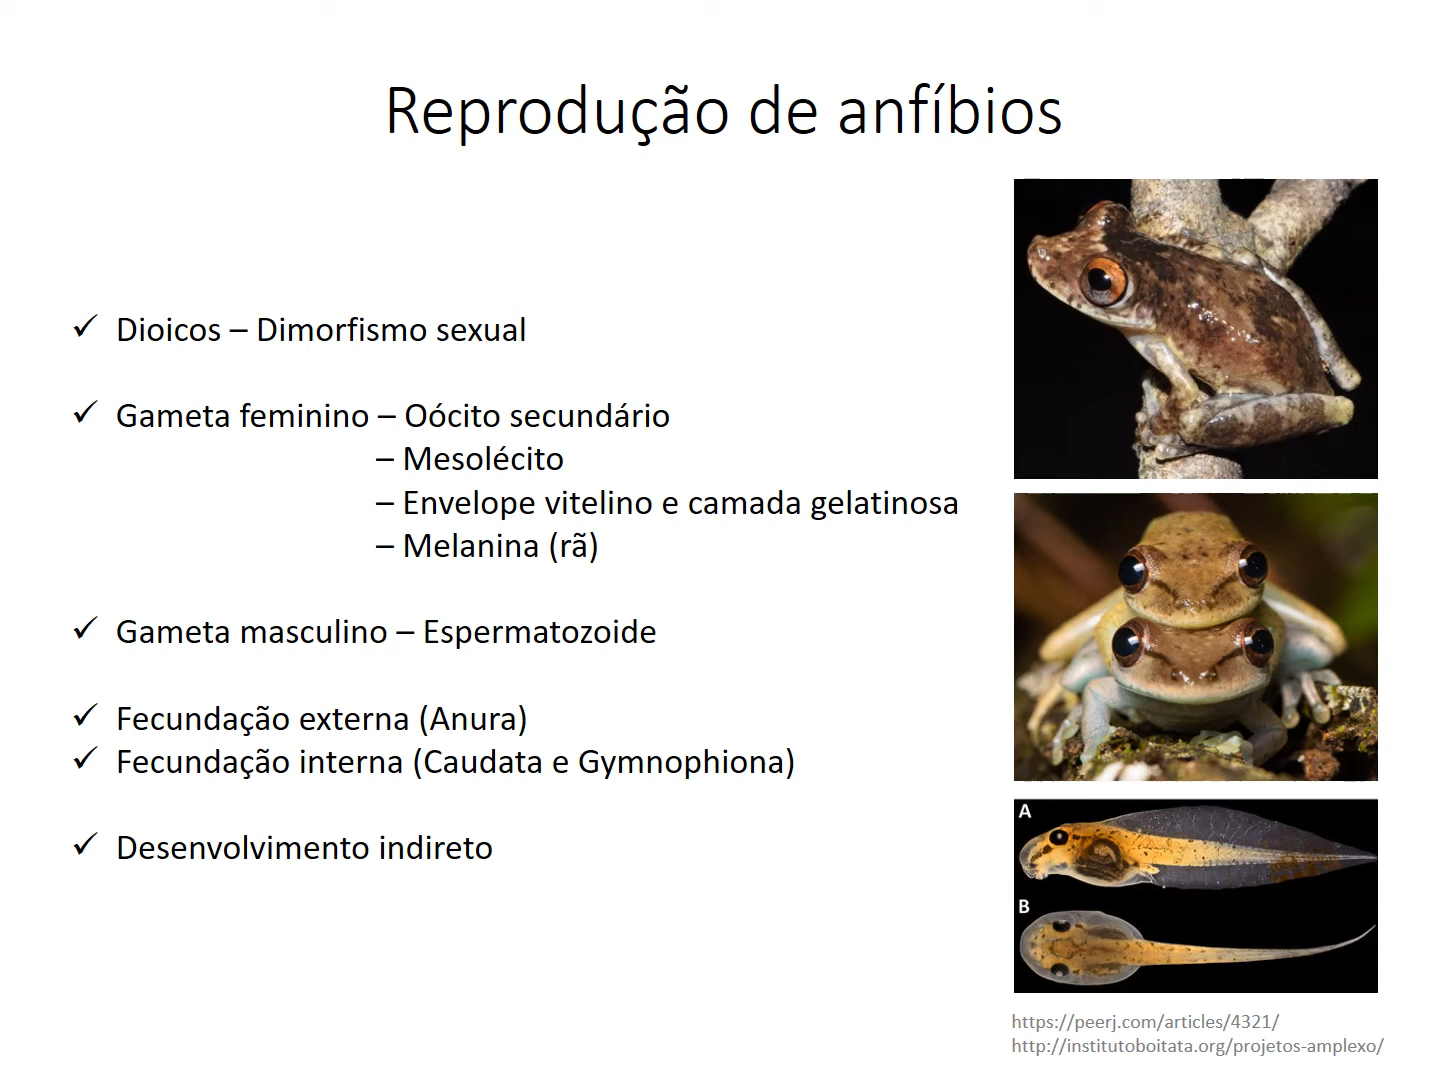 Reprodução de anfíbios
✓ Dioicos – Dimorfismo sexual
✓ Gameta feminino – Oócito secundário
– Mesolécito
– Envelope vitelino e camada gelatinosa
– Melanina (rã)
✓ Gameta masculino – Espermatozoide
✓ Fecundação externa (Anura)
✓ Fecundação interna (Caudata e Gymnophiona)
✓ Desenvolvimento indireto
A
B
https://peerj.com/articles/4321/
http://institutoboitata.org/projetos-amplexo/